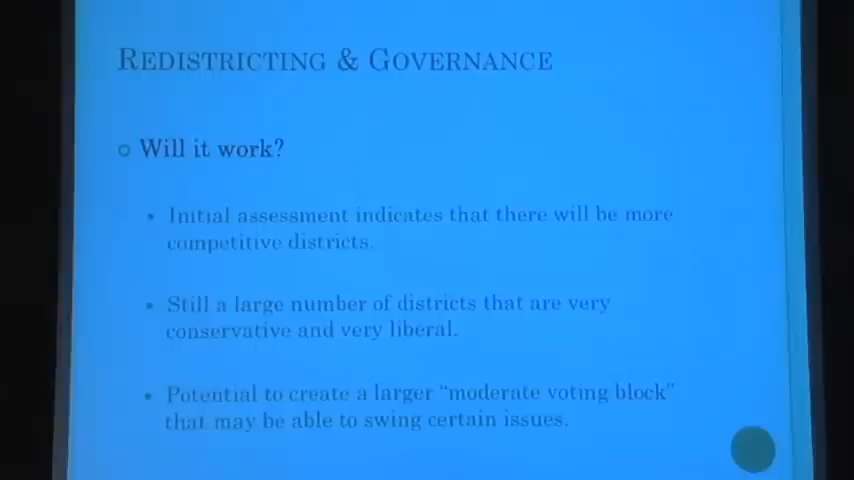 REDISTRICTING & GOVERNANCE
Will it work?
Initial assessment indicates that there will be more
competitive districts.
Still a large number of districts that are very
conservative and very liberal.
Potential to create a larger “moderate voting block”
that may be able to swing certain issues.